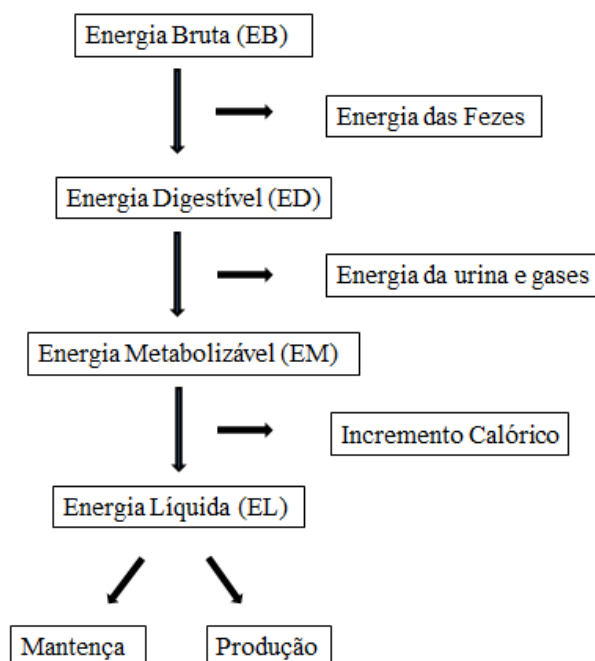 Energia Bruta (EB)
Energia das Fezes
Energia Digestível (ED)
Energia da urina e gases
Energia Metabolizável (EM)
Incremento Calórico
Energia Líquida (EL)
Mantença
Produção